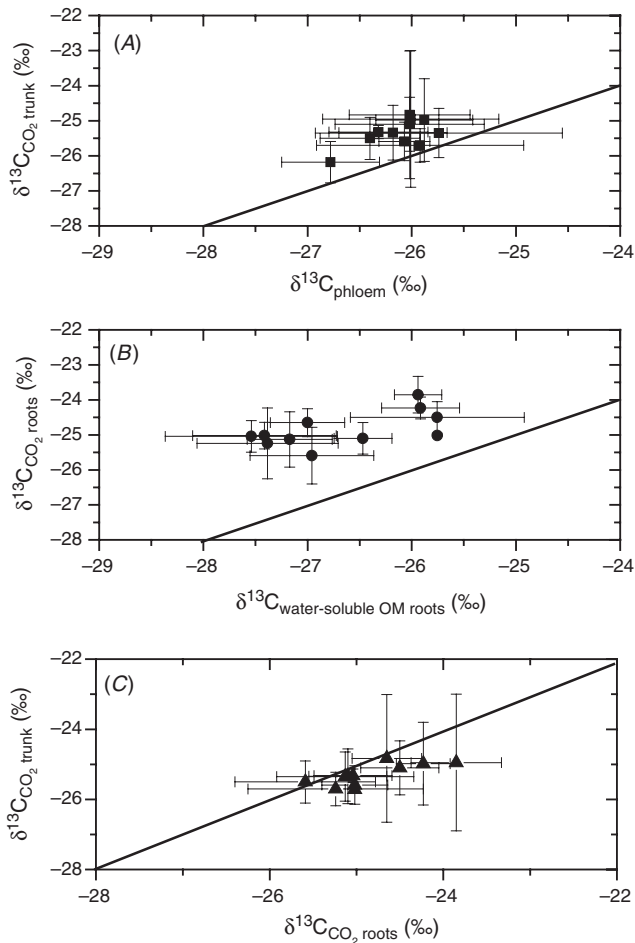 (A)
−22
−23
−24
−25
−26
−27
−28
δ13CCO2 trunk (‰)
−29 −28 −27 −26 −25 −24
δ13Cphloem (‰)
(B)
−22
−23
−24
−25
−26
−27
−28
δ13CCO2 roots (‰)
−29 −28 −27 −26 −25 −24
δ13Cwater-soluble OM roots (‰)
(C)
−22
−24
−26
−28
δ13CCO2 trunk (‰)
−28 −26 −24 −22
δ13CCO2 roots (‰)